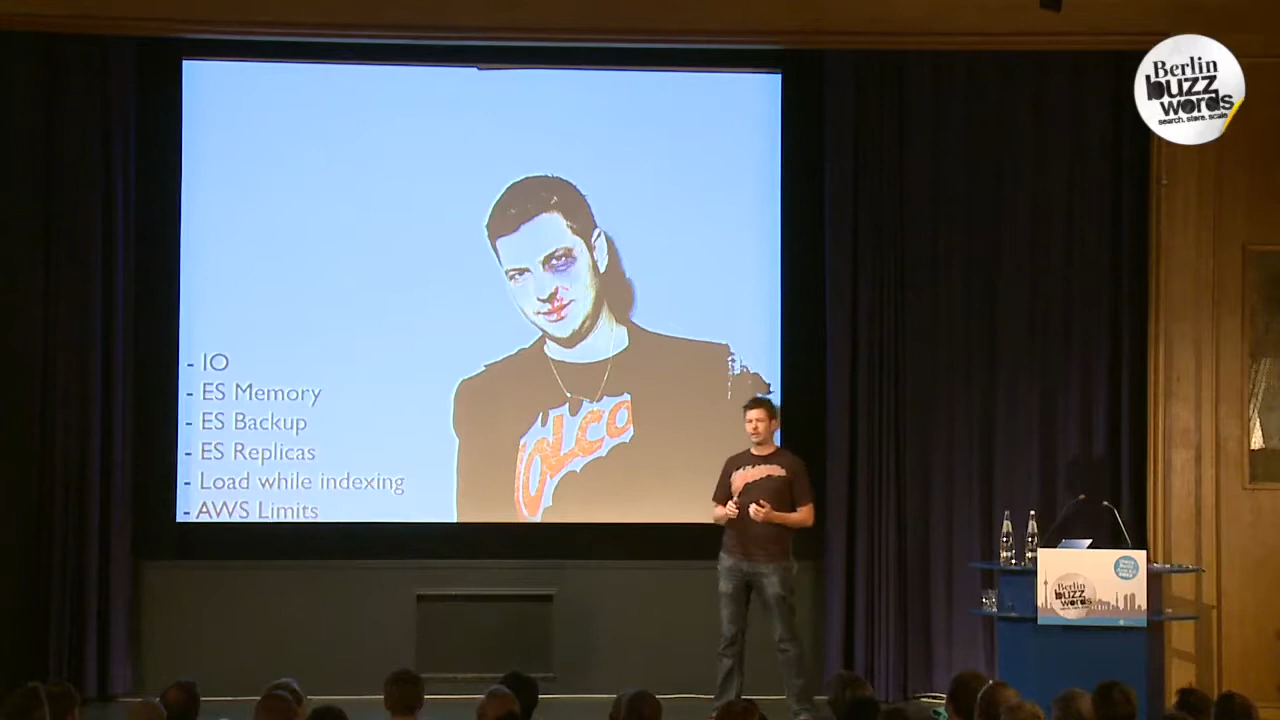 Berlin
buzz
words
search. store. scale
- IO
- ES Memory
- ES Backup
- ES Replicas
- Load while indexing
- AWS Limits
olco
Berlin
buzz
words